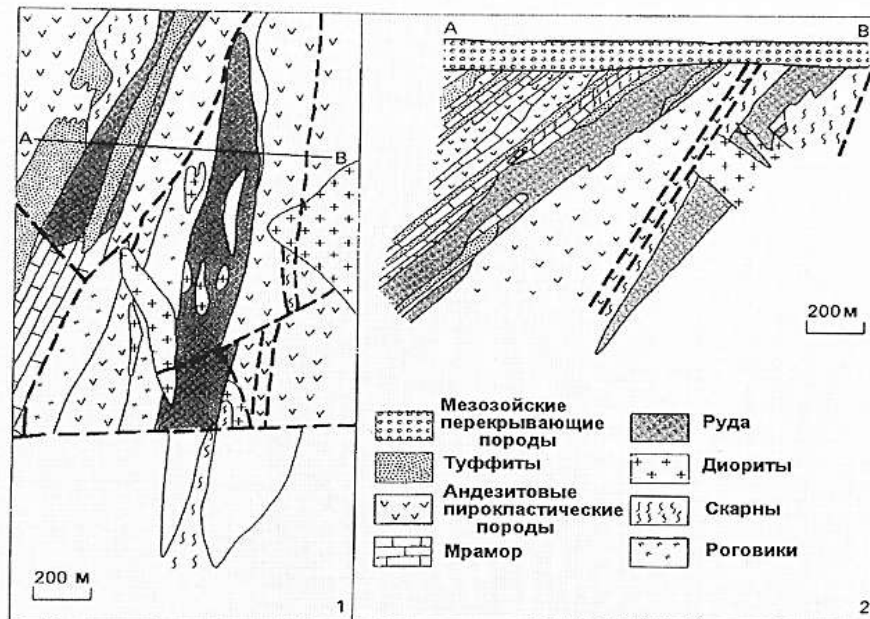 А
В
А
В
200 м
1
200 м
Мезозойские
перекрывающие
породы
Туффиты
Андезитовые
пирокластические
породы
Мрамор
Руда
Диориты
Скарны
Роговики
2